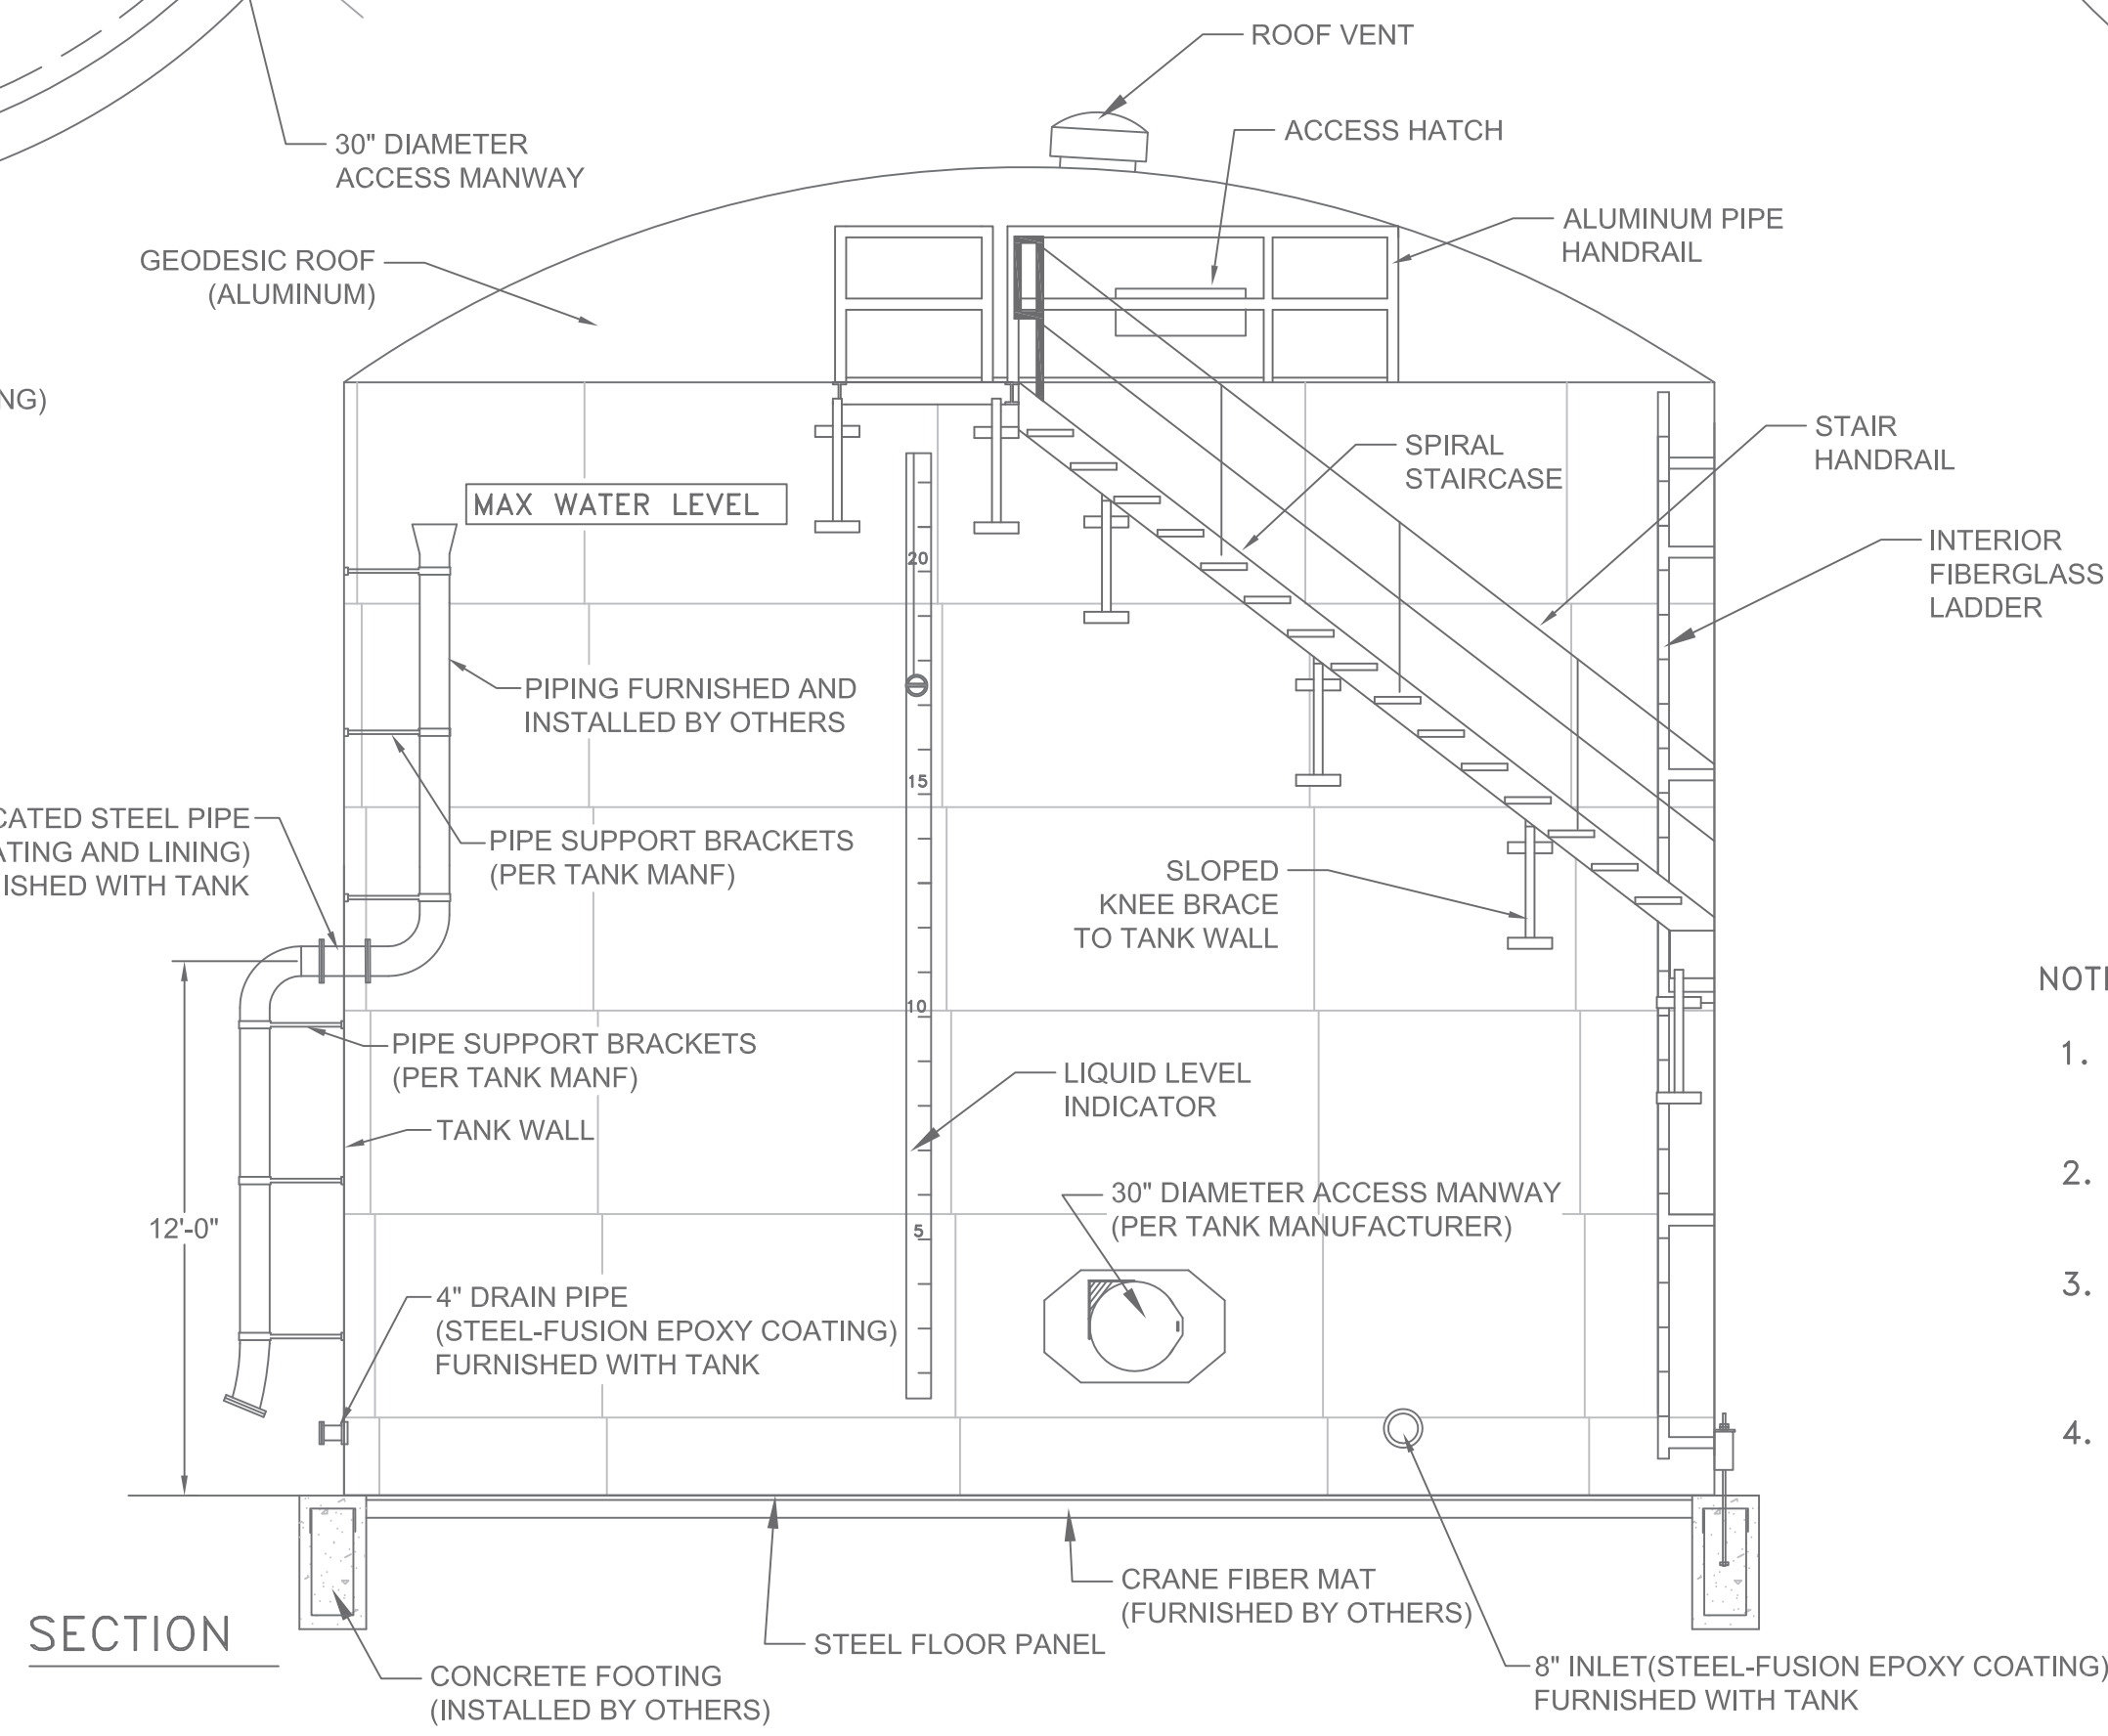 ROOF VENT
30" DIAMETER
ACCESS MANWAY
ACCESS HATCH
ALUMINUM PIPE
HANDRAIL
GEODESIC ROOF
(ALUMINUM)
STAIR
HANDRAIL
SPIRAL
STAIRCASE
MAX WATER LEVEL
INTERIOR
FIBERGLASS
LADDER
20
PIPING FURNISHED AND
INSTALLED BY OTHERS
15
STEEL PIPE
AND LINING)
WITH TANK
PIPE SUPPORT BRACKETS
(PER TANK MANF)
SLOPED
KNEE BRACE
TO TANK WALL
10
PIPE SUPPORT BRACKETS
(PER TANK MANF)
LIQUID LEVEL
INDICATOR
1.
TANK WALL
2.
30" DIAMETER ACCESS MANWAY
(PER TANK MANUFACTURER)
12'-0"
5
3.
4" DRAIN PIPE
(STEEL-FUSION EPOXY COATING)
FURNISHED WITH TANK
4.
CRANE FIBER MAT
(FURNISHED BY OTHERS)
SECTION
STEEL FLOOR PANEL
CONCRETE FOOTING
(INSTALLED BY OTHERS)
8" INLET(STEEL-FUSION EPOXY COATING)
FURNISHED WITH TANK